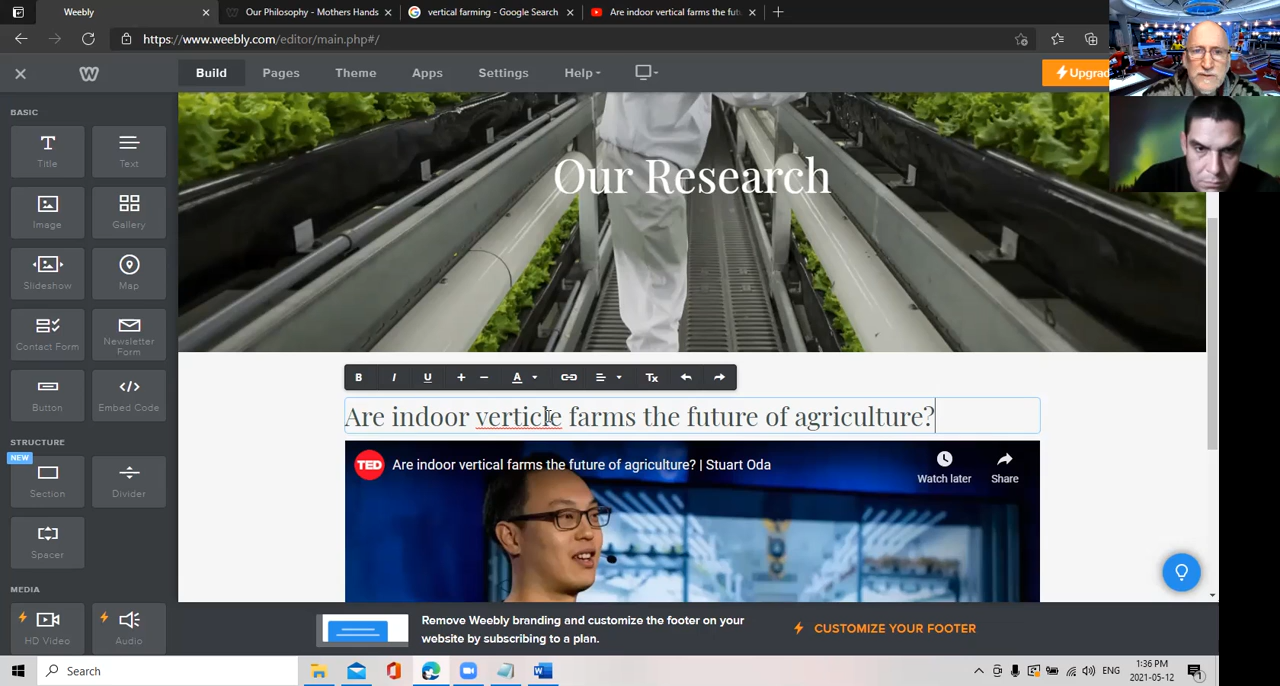 Weebly
Our Philosophy - Mothers Hands
vertical farming - Google Search
Are indoor vertical farms the futu
https://www.weebly.com/editor/main.php#/
Build
Pages
Theme
Apps
Settings
Help
Upgrad
BASIC
Title
Text
Image
Gallery
Slideshow
Map
Contact Form
Newsletter
Form
Button
Embed Code
STRUCTURE
NEW
Section
Divider
Spacer
MEDIA
HD Video
Audio
Our Research
B I U + − A Tx
Are indoor verticle farms the future of agriculture?
TED
Are indoor vertical farms the future of agriculture? | Stuart Oda
Watch later
Share
Remove Weebly branding and customize the footer on your
website by subscribing to a plan.
CUSTOMIZE YOUR FOOTER
Search
ENG
1:36 PM
2021-05-12
1